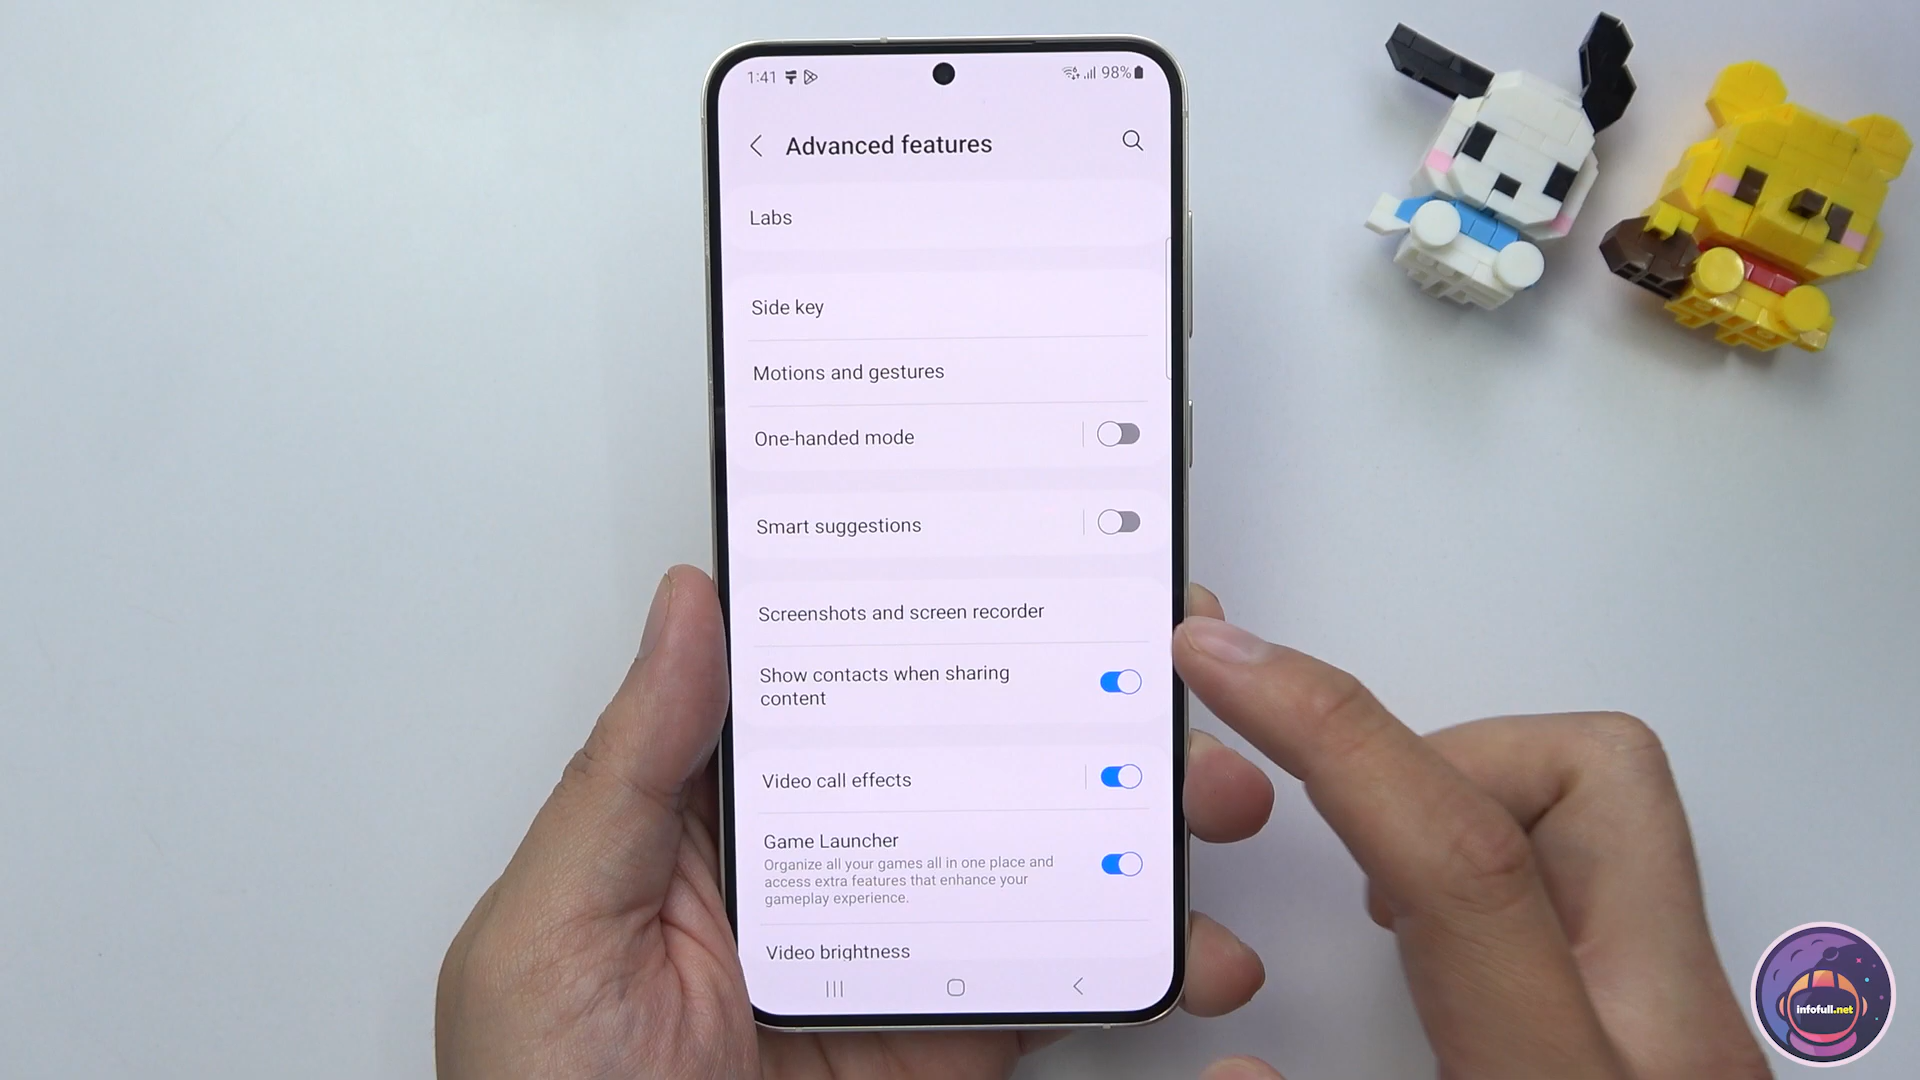 1:41
98%
Advanced features
Labs
Side key
Motions and gestures
One-handed mode
Smart suggestions
Screenshots and screen recorder
Show contacts when sharing
content
Video call effects
Game Launcher
Organize all your games all in one place and
access extra features that enhance your
gameplay experience.
Video brightness
infofull.net